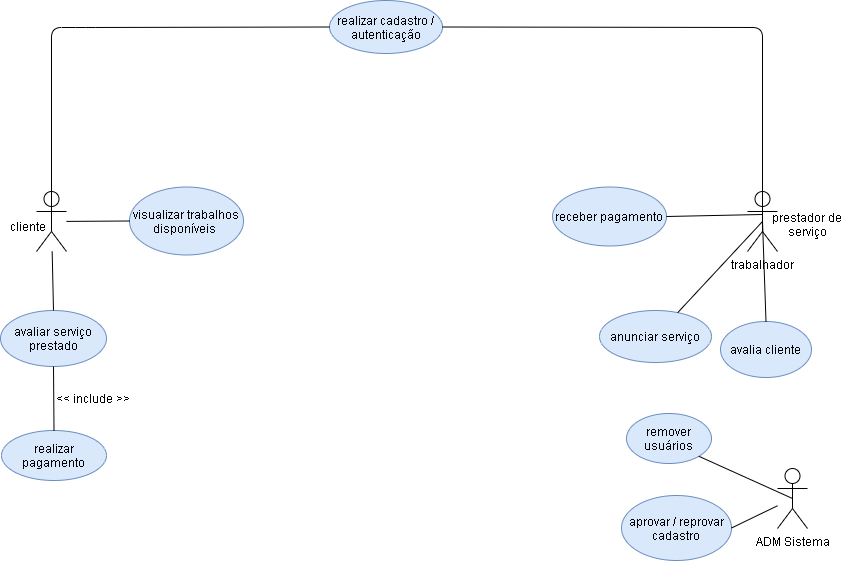 realizar cadastro /
autenticação
cliente
visualizar trabalhos
disponíveis
receber pagamento
prestador de
serviço
trabalhador
avaliar serviço
prestado
anunciar serviço
avalia cliente
<< include >>
realizar
pagamento
remover
usuários
aprovar / reprovar
cadastro
ADM Sistema